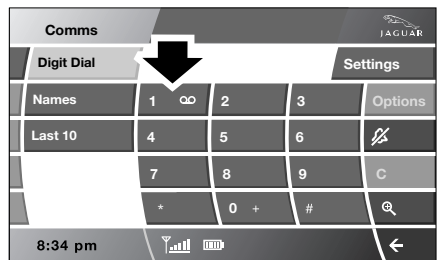 Comms
JAGUAR
Digit Dial
Settings
Names 1 2 3 Options
Last 10 4 5 6
7 8 9 C
* 0 + #
8:34 pm